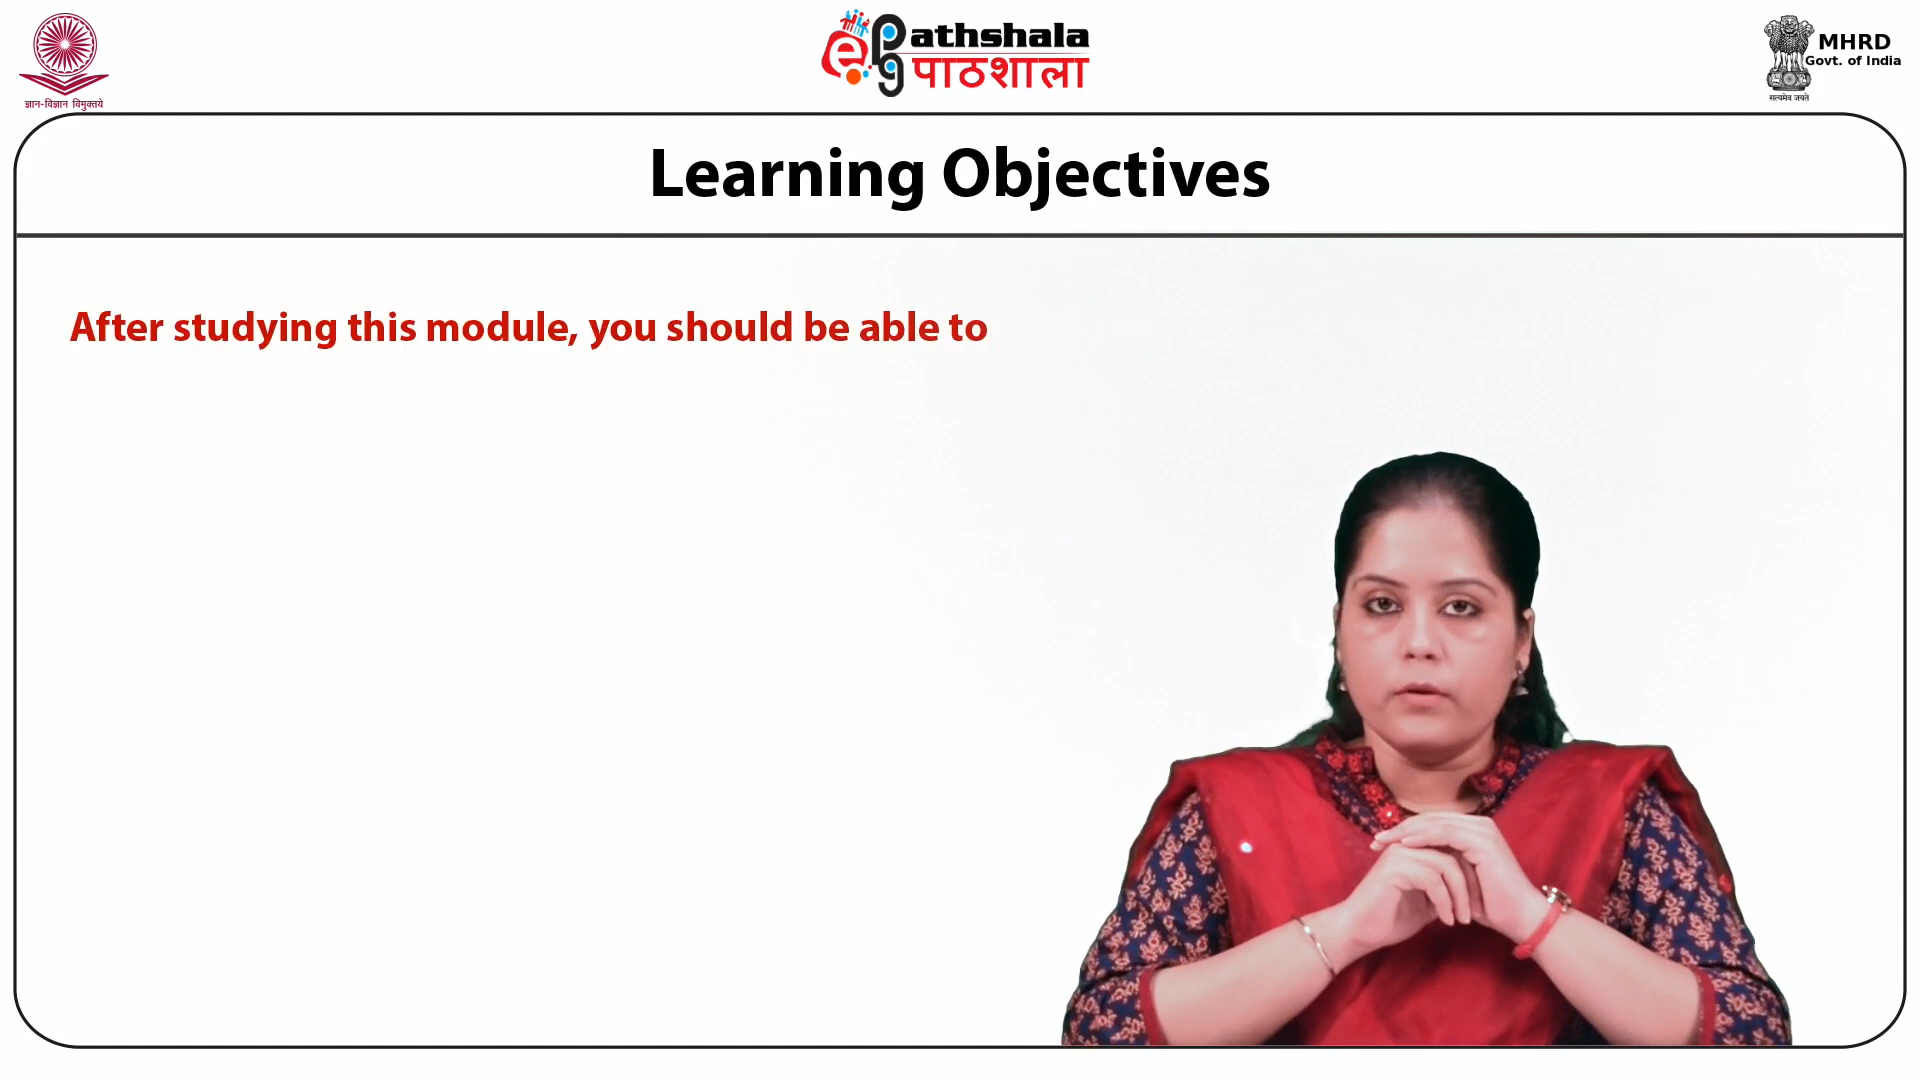 ज्ञान-विज्ञान विमुक्तये
ePathshala
पाठशाला
MHRD
Govt. of India
सत्यमेव जयते
Learning Objectives
After studying this module, you should be able to